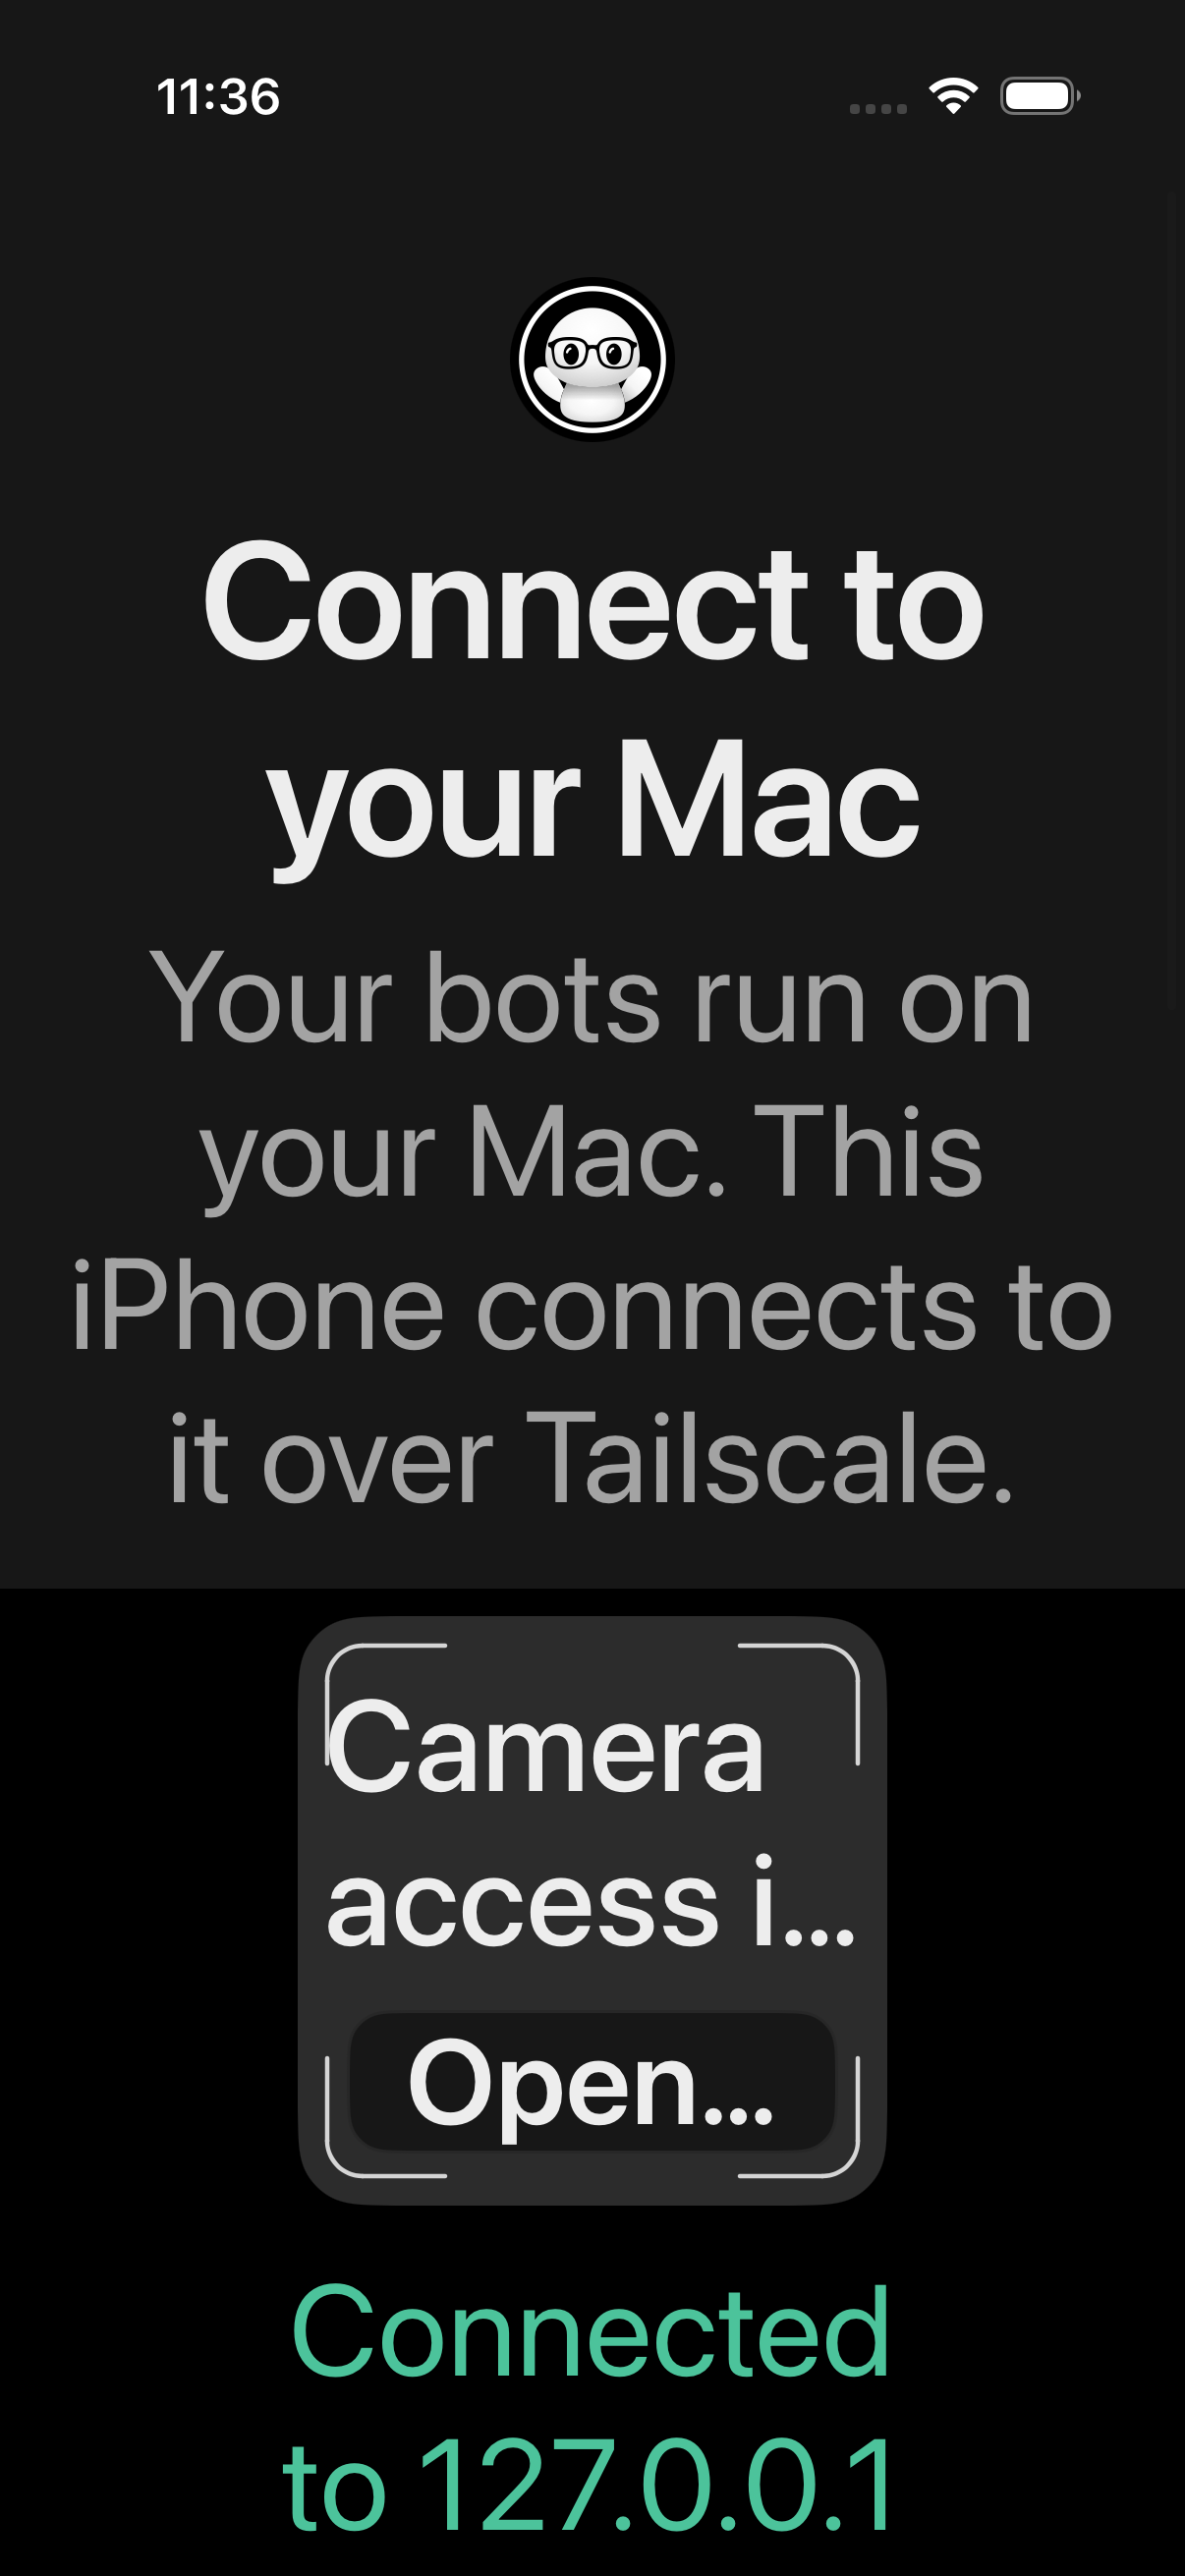 11:36
Connect to
your Mac
Your bots run on
your Mac. This
iPhone connects to
it over Tailscale.
Camera
access i...
Open...
Connected
to 127.0.0.1